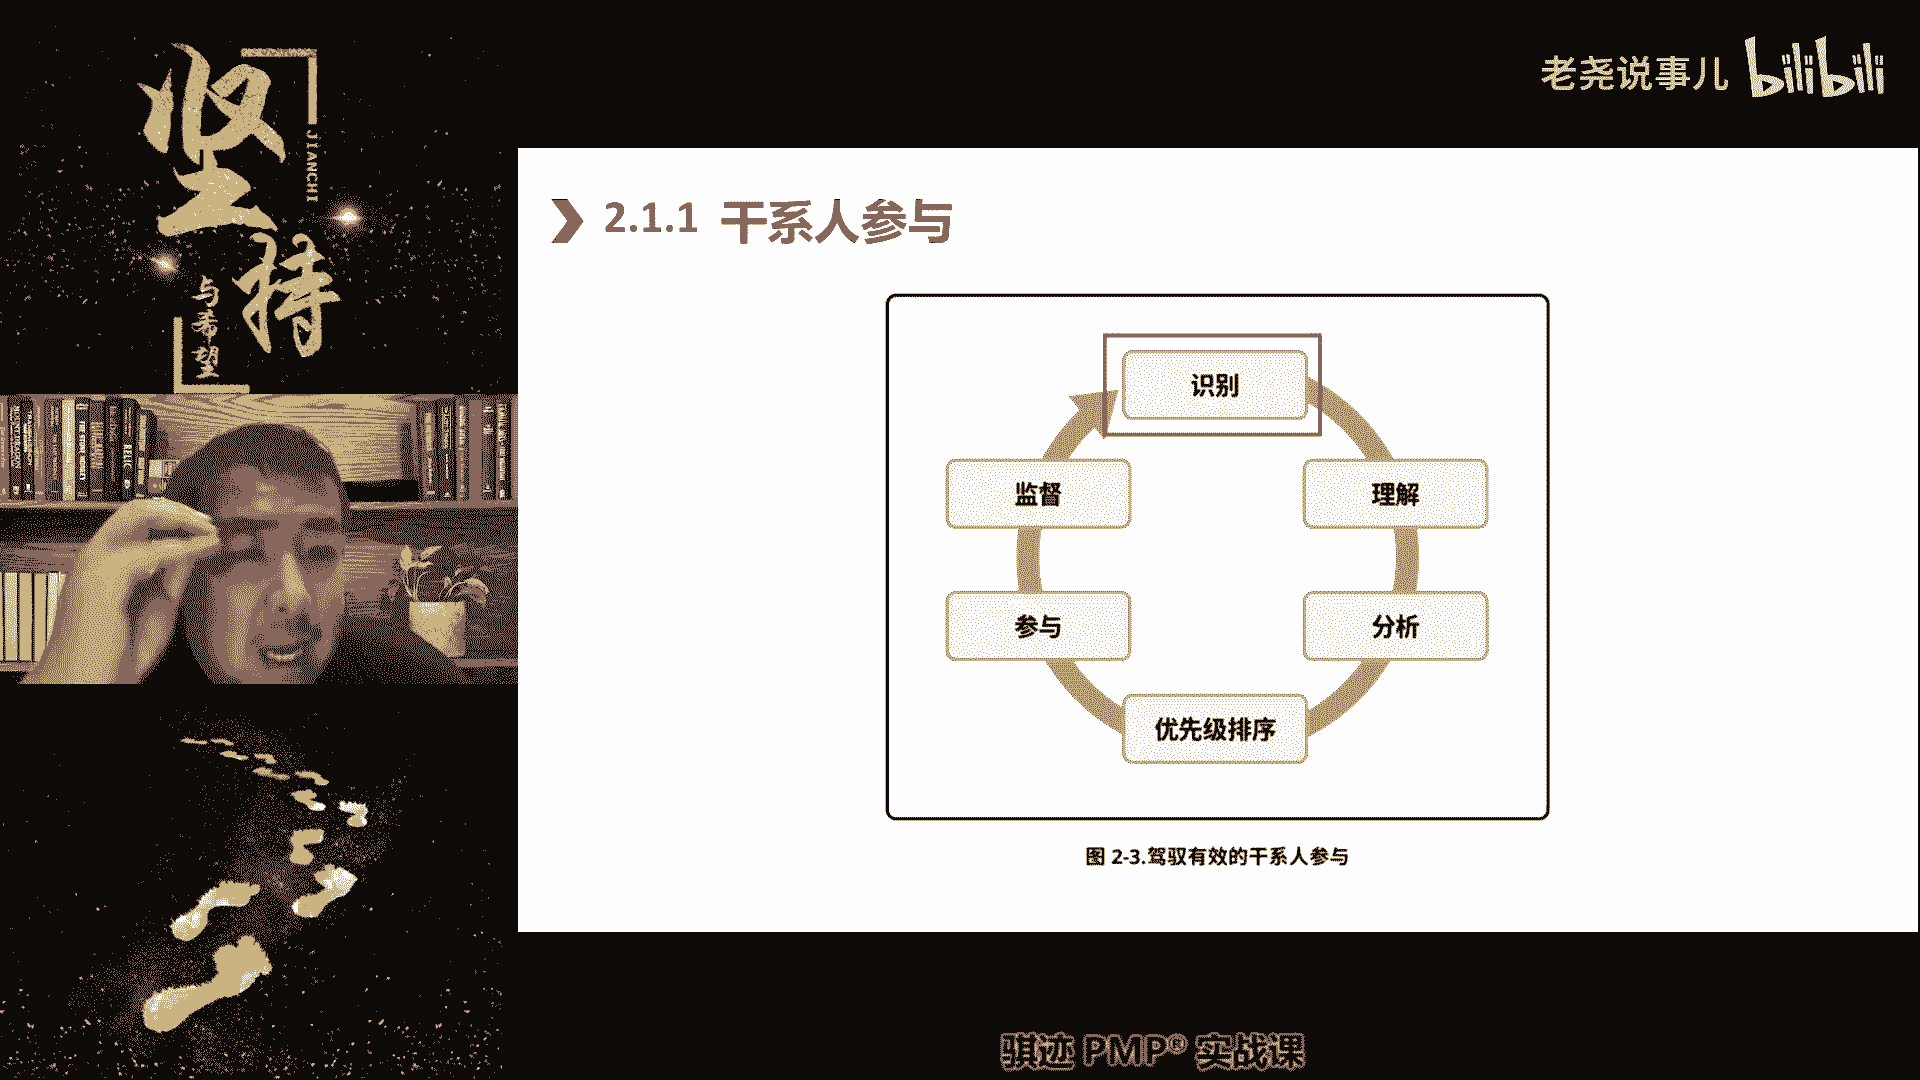 坚持
JIANCHI
与希望
老尧说事儿 bilibili
2.1.1 干系人参与
识别
监督
理解
参与
分析
优先级排序
图 2-3.驾驭有效的干系人参与
骐迹 PMP® 实战课